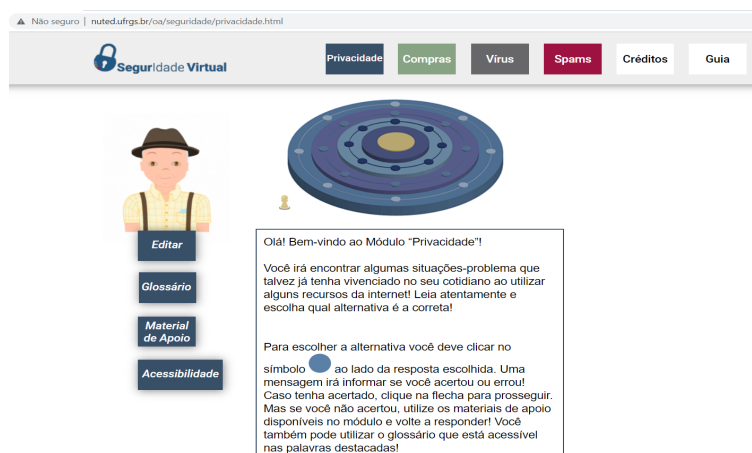 Não seguro | nuted.ufrgs.br/oa/seguridade/privacidade.html
SegurIdade Virtual
Privacidade
Compras
Vírus
Spams
Créditos
Guia
Editar
Glossário
Material
de Apoio
Acessibilidade
Olá! Bem-vindo ao Módulo “Privacidade”!
Você irá encontrar algumas situações-problema que
talvez já tenha vivenciado no seu cotidiano ao utilizar
alguns recursos da internet! Leia atentamente e
escolha qual alternativa é a correta!
Para escolher a alternativa você deve clicar no
símbolo ao lado da resposta escolhida. Uma
mensagem irá informar se você acertou ou errou!
Caso tenha acertado, clique na flecha para prosseguir.
Mas se você não acertou, utilize os materiais de apoio
disponíveis no módulo e volte a responder! Você
também pode utilizar o glossário que está acessível
nas palavras destacadas!